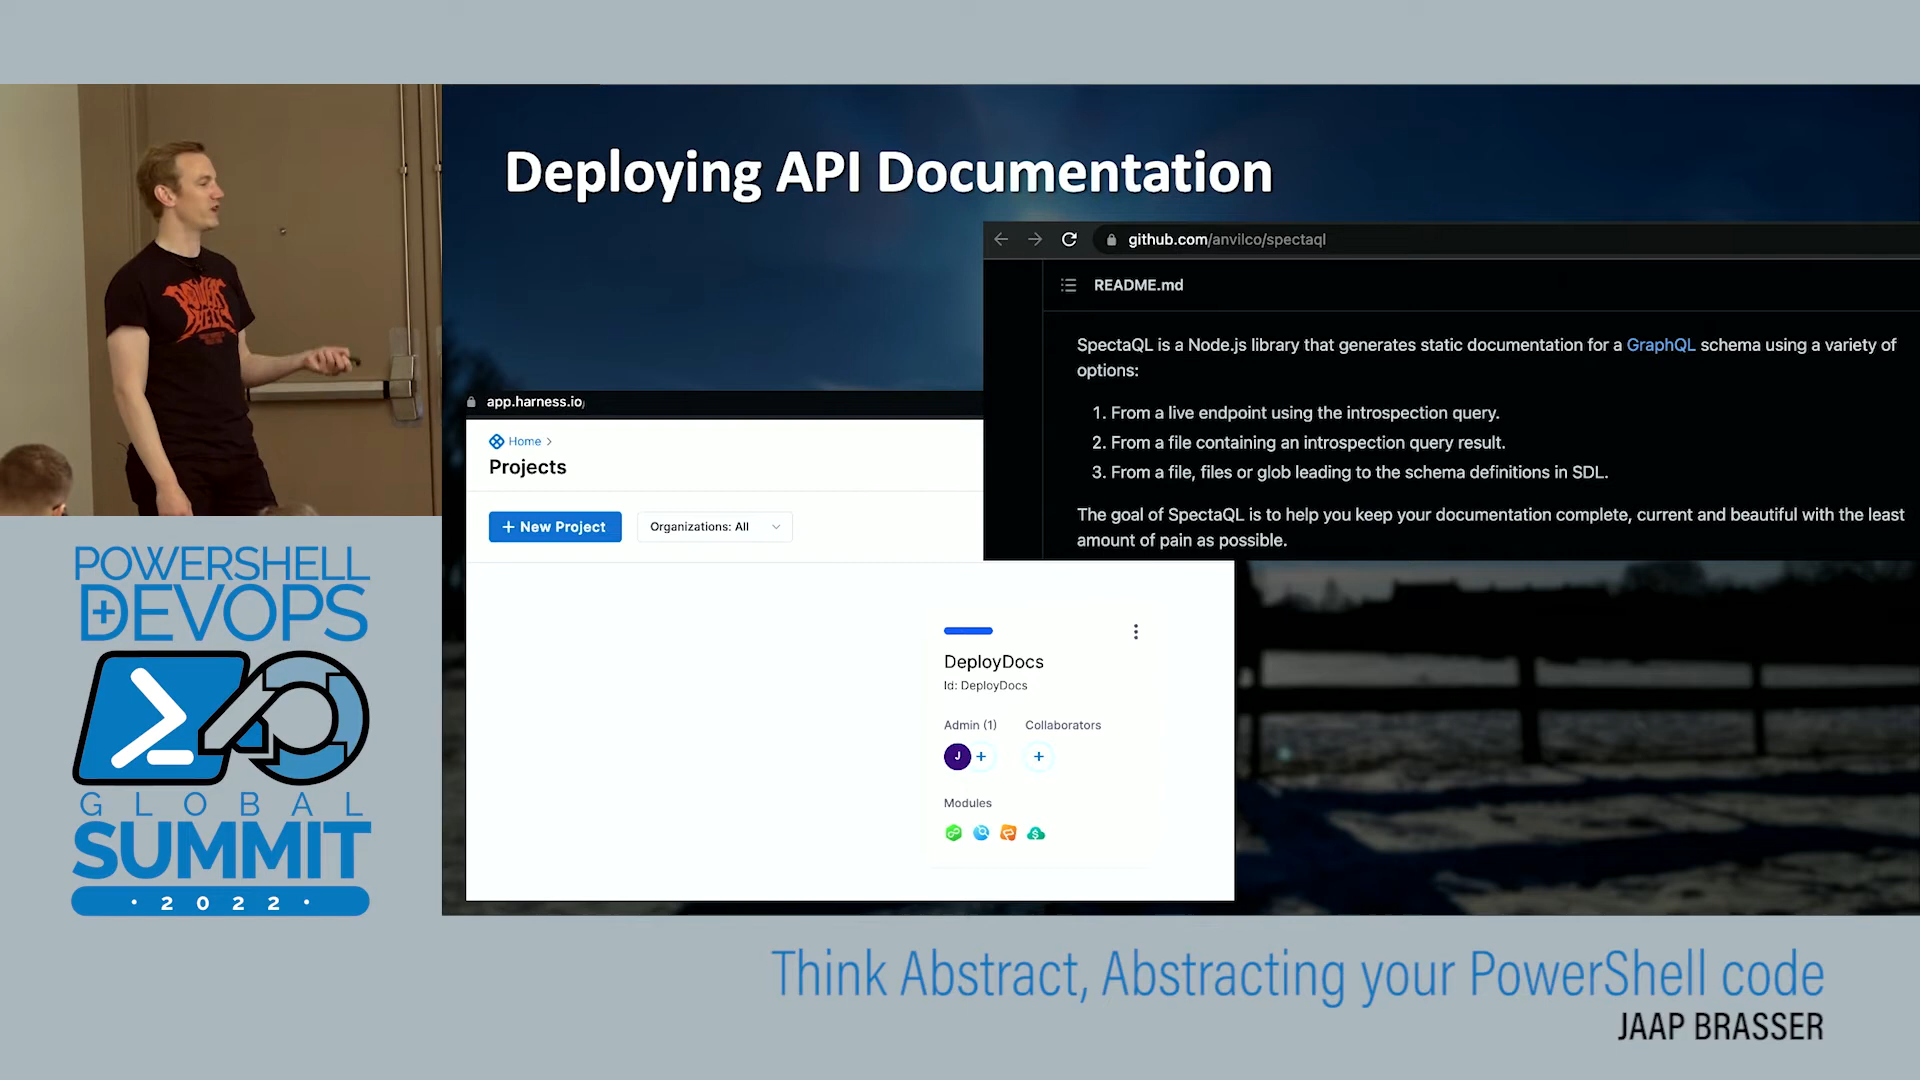 Deploying API Documentation
github.com/anvilco/spectaql
README.md
SpectaQL is a Node.js library that generates static documentation for a GraphQL schema using a variety of
options:
1. From a live endpoint using the introspection query.
2. From a file containing an introspection query result.
3. From a file, files or glob leading to the schema definitions in SDL.
The goal of SpectaQL is to help you keep your documentation complete, current and beautiful with the least
amount of pain as possible.
app.harness.io/
Home >
Projects
+ New Project
Organizations: All
DeployDocs
Id: DeployDocs
Admin (1)
Collaborators
J +
+
Modules
POWERSHELL
DEVOPS
GLOBAL
SUMMIT
· 2022 ·
Think Abstract, Abstracting your PowerShell code
JAAP BRASSER
POWERS
HELL